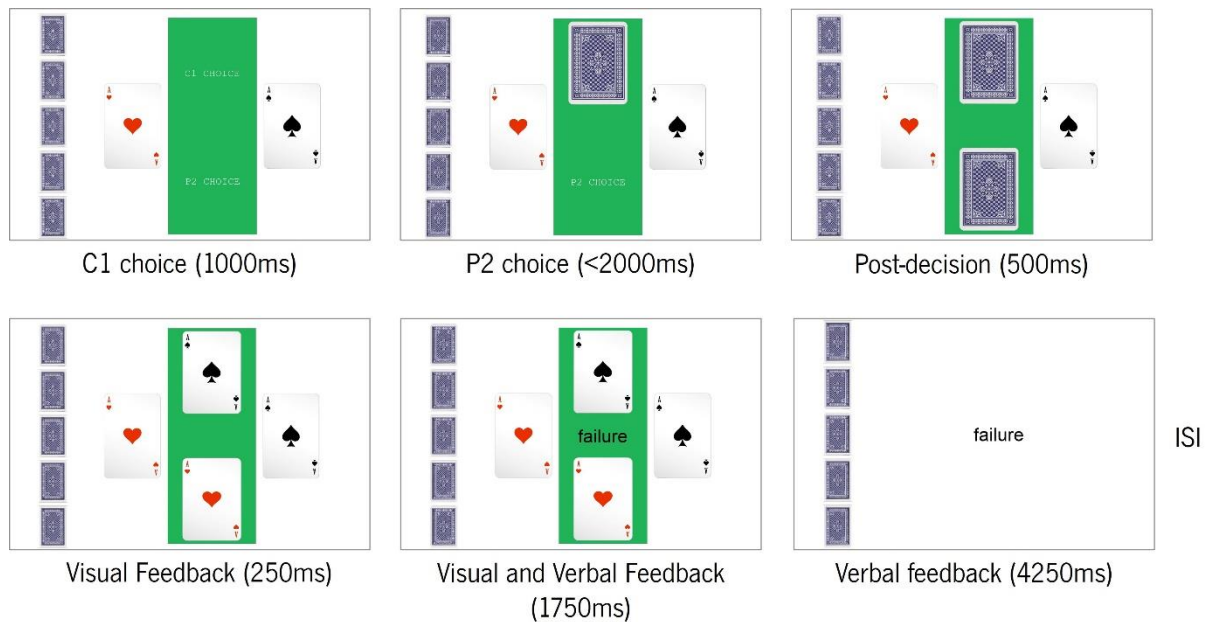 C1 CHOICE
P2 CHOICE
C1 choice (1000ms)
P2 CHOICE
P2 choice (<2000ms)
Post-decision (500ms)
Visual Feedback (250ms)
failure
Visual and Verbal Feedback
(1750ms)
failure
Verbal feedback (4250ms)
ISI